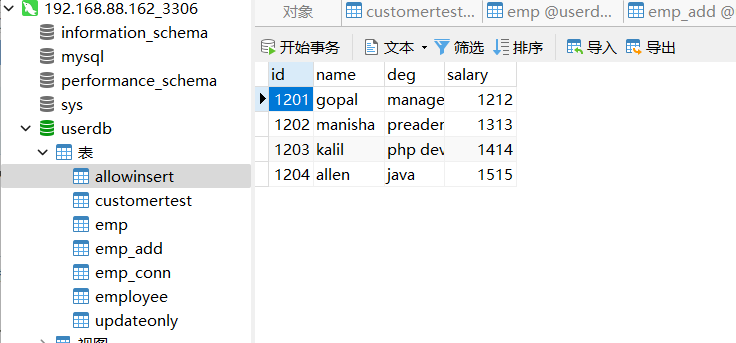 192.168.88.162_3306
information_schema
mysql
performance_schema
sys
userdb
表
allowinsert
customertest
emp
emp_add
emp_conn
employee
updateonly
对象 customertest... emp @userd... emp_add @
开始事务 文本 筛选 排序 导入 导出
id name deg salary
1201 gopal manage 1212
1202 manisha preader 1313
1203 kalil php dev 1414
1204 allen java 1515